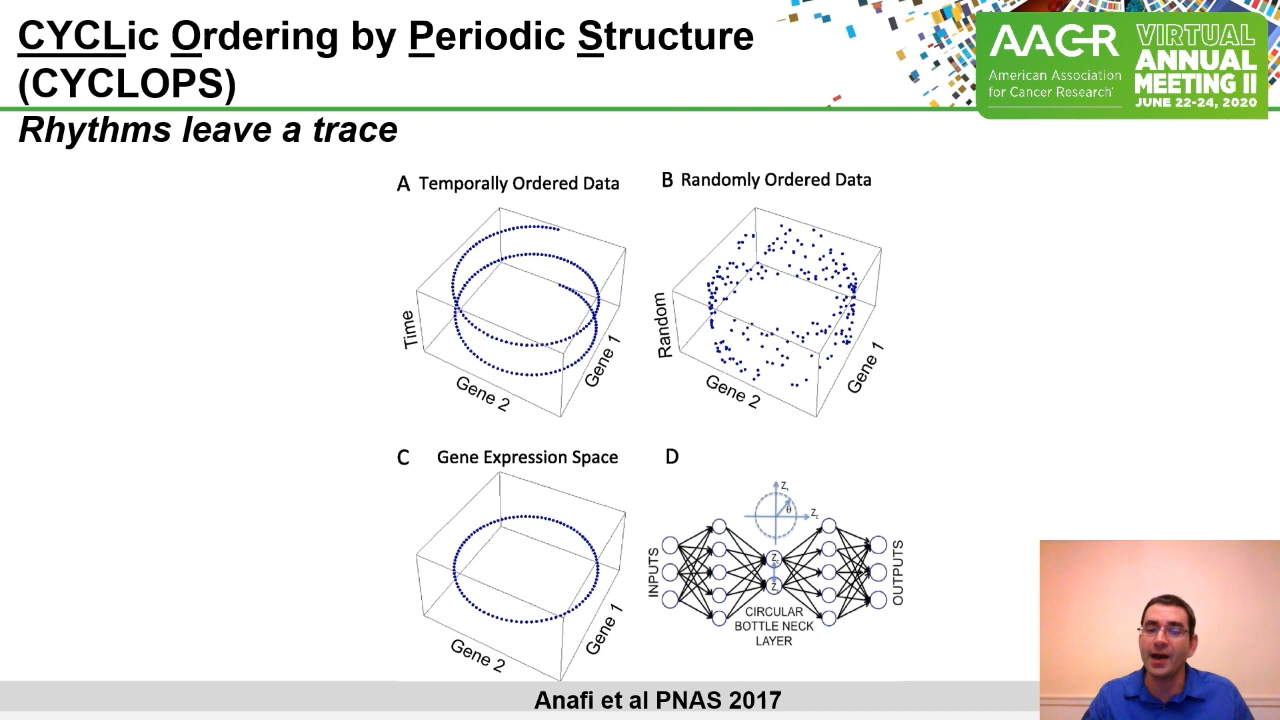 CYCLic Ordering by Periodic Structure
(CYCLOPS)
Rhythms leave a trace
AACR
American Association
for Cancer Research
VIRTUAL
ANNUAL
MEETING II
JUNE 22-24, 2020
A Temporally Ordered Data
Time
Gene 2
Gene 1
B Randomly Ordered Data
Random
Gene 2
Gene 1
C Gene Expression Space
Gene 2
Gene 1
D
INPUTS
θ
CIRCULAR
BOTTLE NECK
LAYER
OUTPUTS
Anafi et al PNAS 2017